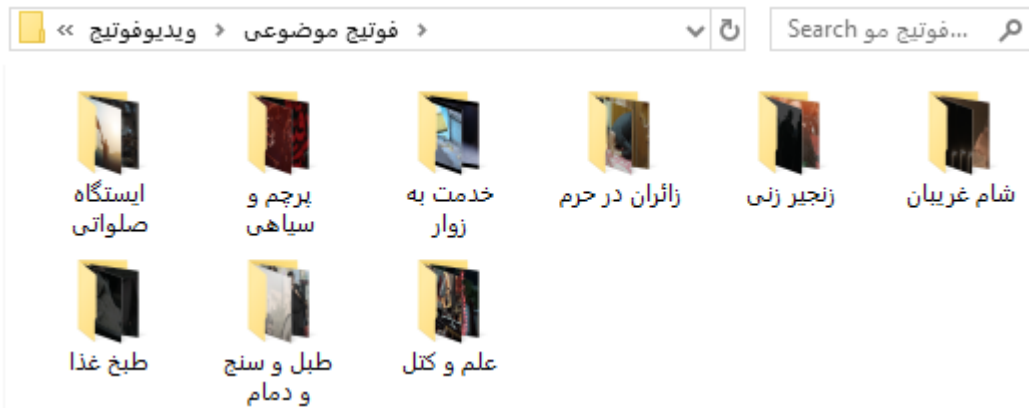 « ویدیوفوتیج › فوتیج موضوعی ›
Search فوتیج مو...
ایستگاه
صلواتی
پرچم و
سیاهی
خدمت به
زوار
زائران در حرم
زنجیر زنی
شام غریبان
طبخ غذا
طبل و سنج
و دمام
علم و کتل